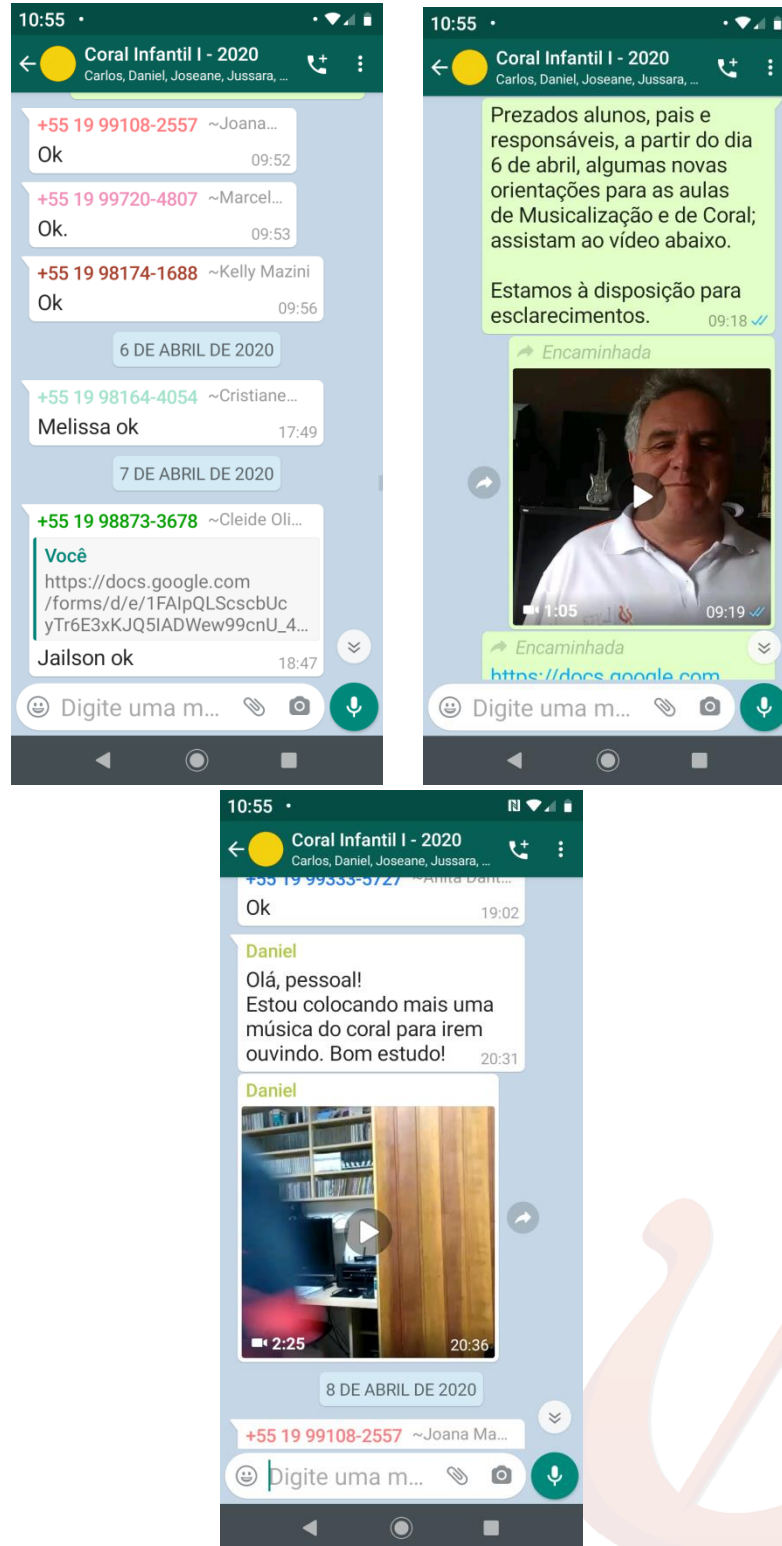 10:55
Coral Infantil I - 2020
Carlos, Daniel, Joseane, Jussara, ...
+55 19 99108-2557 ~Joana...
Ok 09:52
+55 19 99720-4807 ~Marcel...
Ok. 09:53
+55 19 98174-1688 ~Kelly Mazini
Ok 09:56
6 DE ABRIL DE 2020
+55 19 98164-4054 ~Cristiane...
Melissa ok 17:49
7 DE ABRIL DE 2020
+55 19 98873-3678 ~Cleide Oli...
Você
https://docs.google.com
/forms/d/e/1FAIpQLScscbUc
yTr6E3xKJQ5IADWew99cnU_4...
Jailson ok 18:47
Digite uma m...
10:55
Coral Infantil I - 2020
Carlos, Daniel, Joseane, Jussara, ...
Prezados alunos, pais e
responsáveis, a partir do dia
6 de abril, algumas novas
orientações para as aulas
de Musicalização e de Coral;
assistam ao vídeo abaixo.
Estamos à disposição para
esclarecimentos. 09:18
Encaminhada
1:05 09:19
Encaminhada
https://docs.google.com
Digite uma m...
10:55
Coral Infantil I - 2020
Carlos, Daniel, Joseane, Jussara, ...
+55 19 99333-5727 ~Anita Dant...
Ok 19:02
Daniel
Olá, pessoal!
Estou colocando mais uma
música do coral para irem
ouvindo. Bom estudo! 20:31
Daniel
2:25 20:36
8 DE ABRIL DE 2020
+55 19 99108-2557 ~Joana Ma...
Digite uma m...